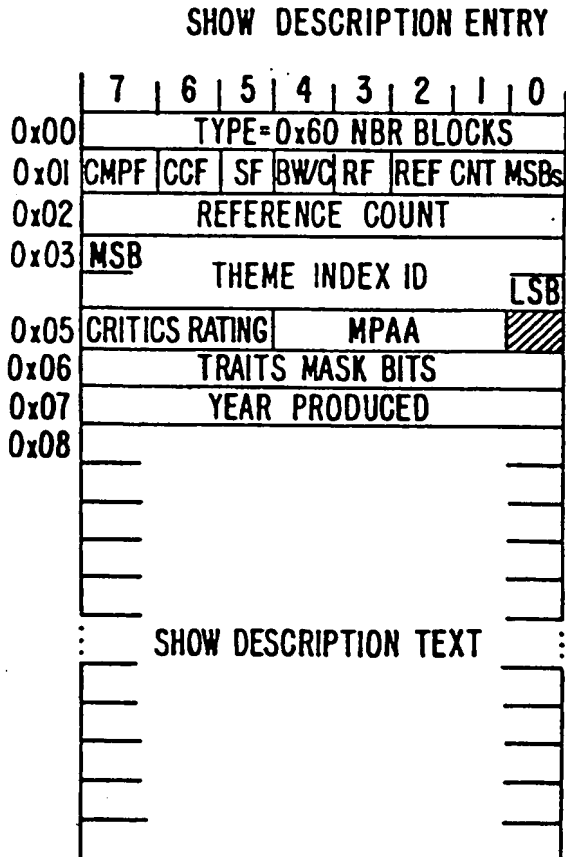 SHOW DESCRIPTION ENTRY
7 6 5 4 3 2 1 0
0x00 TYPE=0x60 NBR BLOCKS
0x01 CMPF CCF SF BW/C RF REF CNT MSBs
0x02 REFERENCE COUNT
0x03 MSB THEME INDEX ID LSB
0x05 CRITICS RATING MPAA
0x06 TRAITS MASK BITS
0x07 YEAR PRODUCED
0x08
SHOW DESCRIPTION TEXT